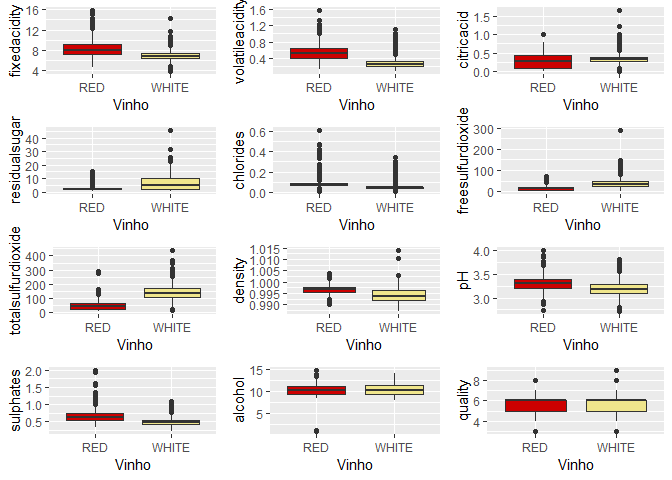 fixedacidity
16
12
8
4
RED WHITE
Vinho
volatileacidity
1.6
1.2
0.8
0.4
RED WHITE
Vinho
citricacid
1.5
1.0
0.5
0.0
RED WHITE
Vinho
residualsugar
40
30
20
10
0
RED WHITE
Vinho
chlorides
0.6
0.4
0.2
0.0
RED WHITE
Vinho
freesulfurdioxide
300
200
100
0
RED WHITE
Vinho
totalsulfurdioxide
400
300
200
100
0
RED WHITE
Vinho
density
1.015
1.010
1.005
1.000
0.995
0.990
RED WHITE
Vinho
pH
4.0
3.5
3.0
RED WHITE
Vinho
sulphates
2.0
1.5
1.0
0.5
RED WHITE
Vinho
alcohol
15
10
5
RED WHITE
Vinho
quality
8
6
4
RED WHITE
Vinho